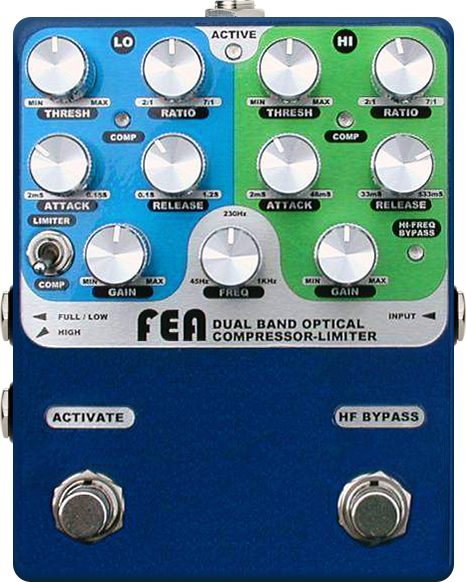 ACTIVE
LO
HI
MIN MAX
THRESH
2:1 7:1
RATIO
MIN MAX
THRESH
2:1 7:1
RATIO
COMP
COMP
2mS 0.15S
ATTACK
0.1S 1.2S
RELEASE
2mS 48mS
ATTACK
33mS 533mS
RELEASE
LIMITER
COMP
MIN MAX
GAIN
230Hz
45Hz 1KHz
FREQ
MIN MAX
GAIN
HI-FREQ
BYPASS
FULL / LOW
HIGH
FEA
DUAL BAND OPTICAL
COMPRESSOR-LIMITER
INPUT
ACTIVATE
HF BYPASS